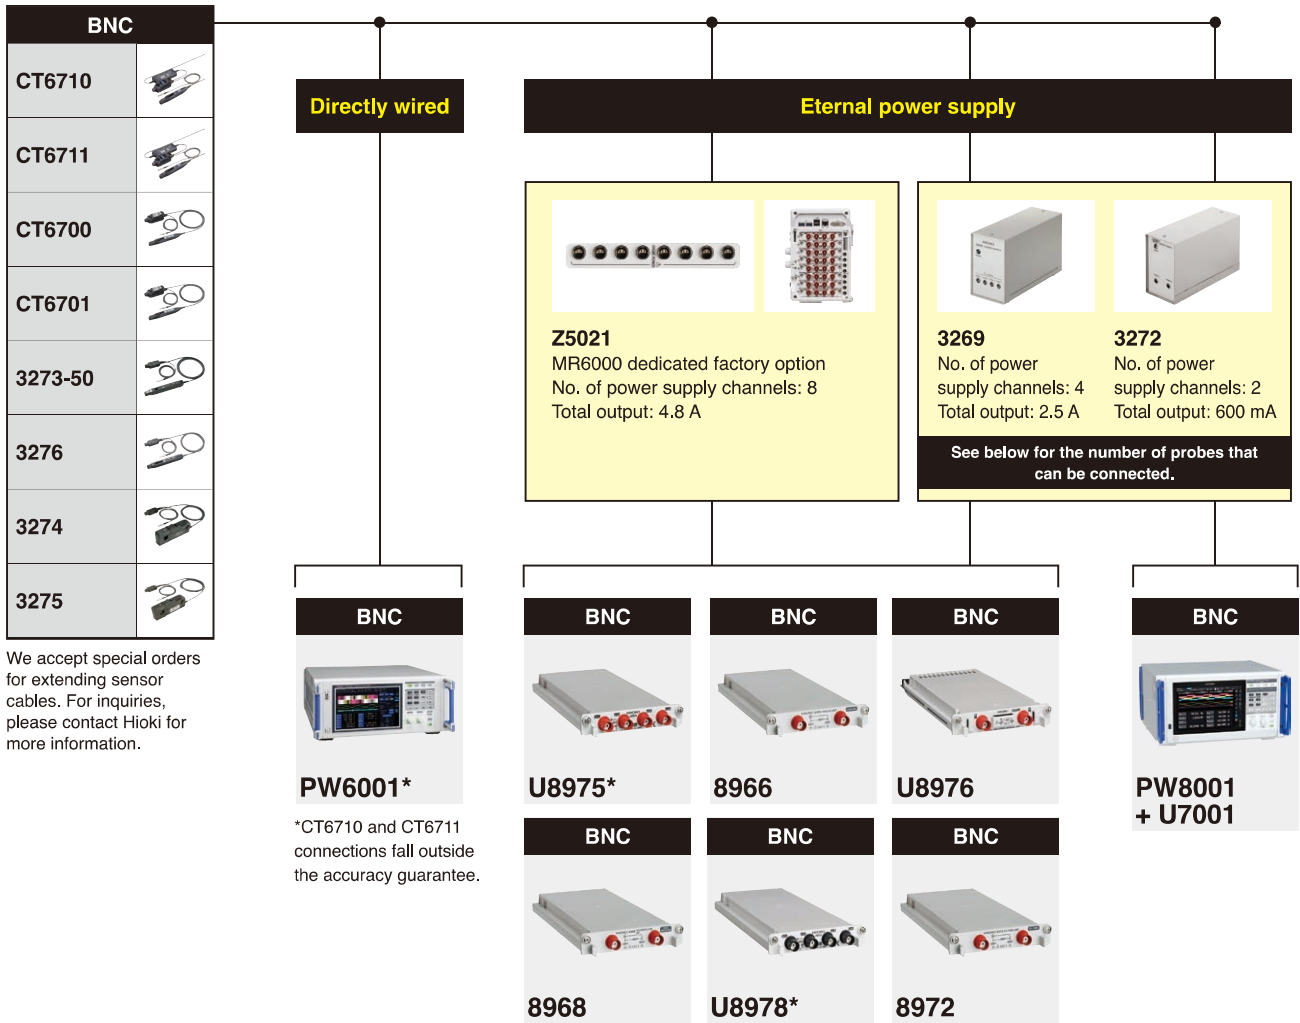 BNC
CT6710
CT6711
CT6700
CT6701
3273-50
3276
3274
3275
We accept special orders
for extending sensor
cables. For inquiries,
please contact Hioki for
more information.
Directly wired
Eternal power supply
Z5021
MR6000 dedicated factory option
No. of power supply channels: 8
Total output: 4.8 A
3269
No. of power
supply channels: 4
Total output: 2.5 A
3272
No. of power
supply channels: 2
Total output: 600 mA
See below for the number of probes that
can be connected.
BNC
PW6001*
*CT6710 and CT6711
connections fall outside
the accuracy guarantee.
BNC
U8975*
BNC
8966
BNC
U8976
BNC
8968
BNC
U8978*
BNC
8972
BNC
PW8001
+ U7001